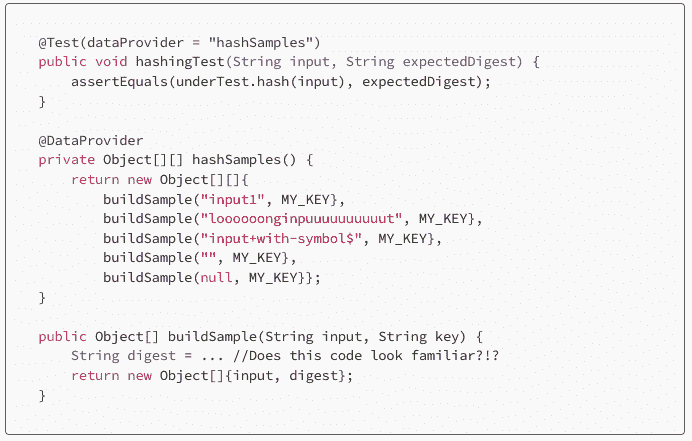 @Test(dataProvider = "hashSamples")
public void hashingTest(String input, String expectedDigest) {
    assertEquals(underTest.hash(input), expectedDigest);
}

@DataProvider
private Object[][] hashSamples() {
    return new Object[][]{
        buildSample("input1", MY_KEY},
        buildSample("loooooonginpuuuuuuuuuut", MY_KEY},
        buildSample("input+with-symbol$", MY_KEY},
        buildSample("", MY_KEY},
        buildSample(null, MY_KEY}};
}

public Object[] buildSample(String input, String key) {
    String digest = ... //Does this code look familiar?!?
    return new Object[]{input, digest};
}